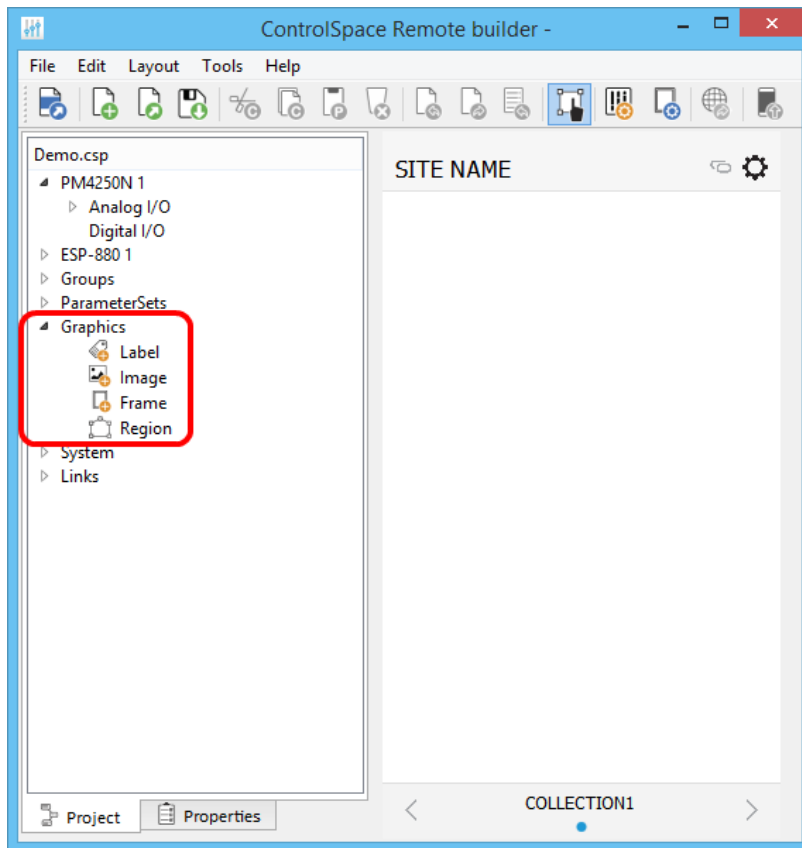 ControlSpace Remote builder -
File Edit Layout Tools Help
Demo.csp
PM4250N 1
Analog I/O
Digital I/O
ESP-880 1
Groups
ParameterSets
Graphics
Label
Image
Frame
Region
System
Links
Project Properties
SITE NAME
COLLECTION1